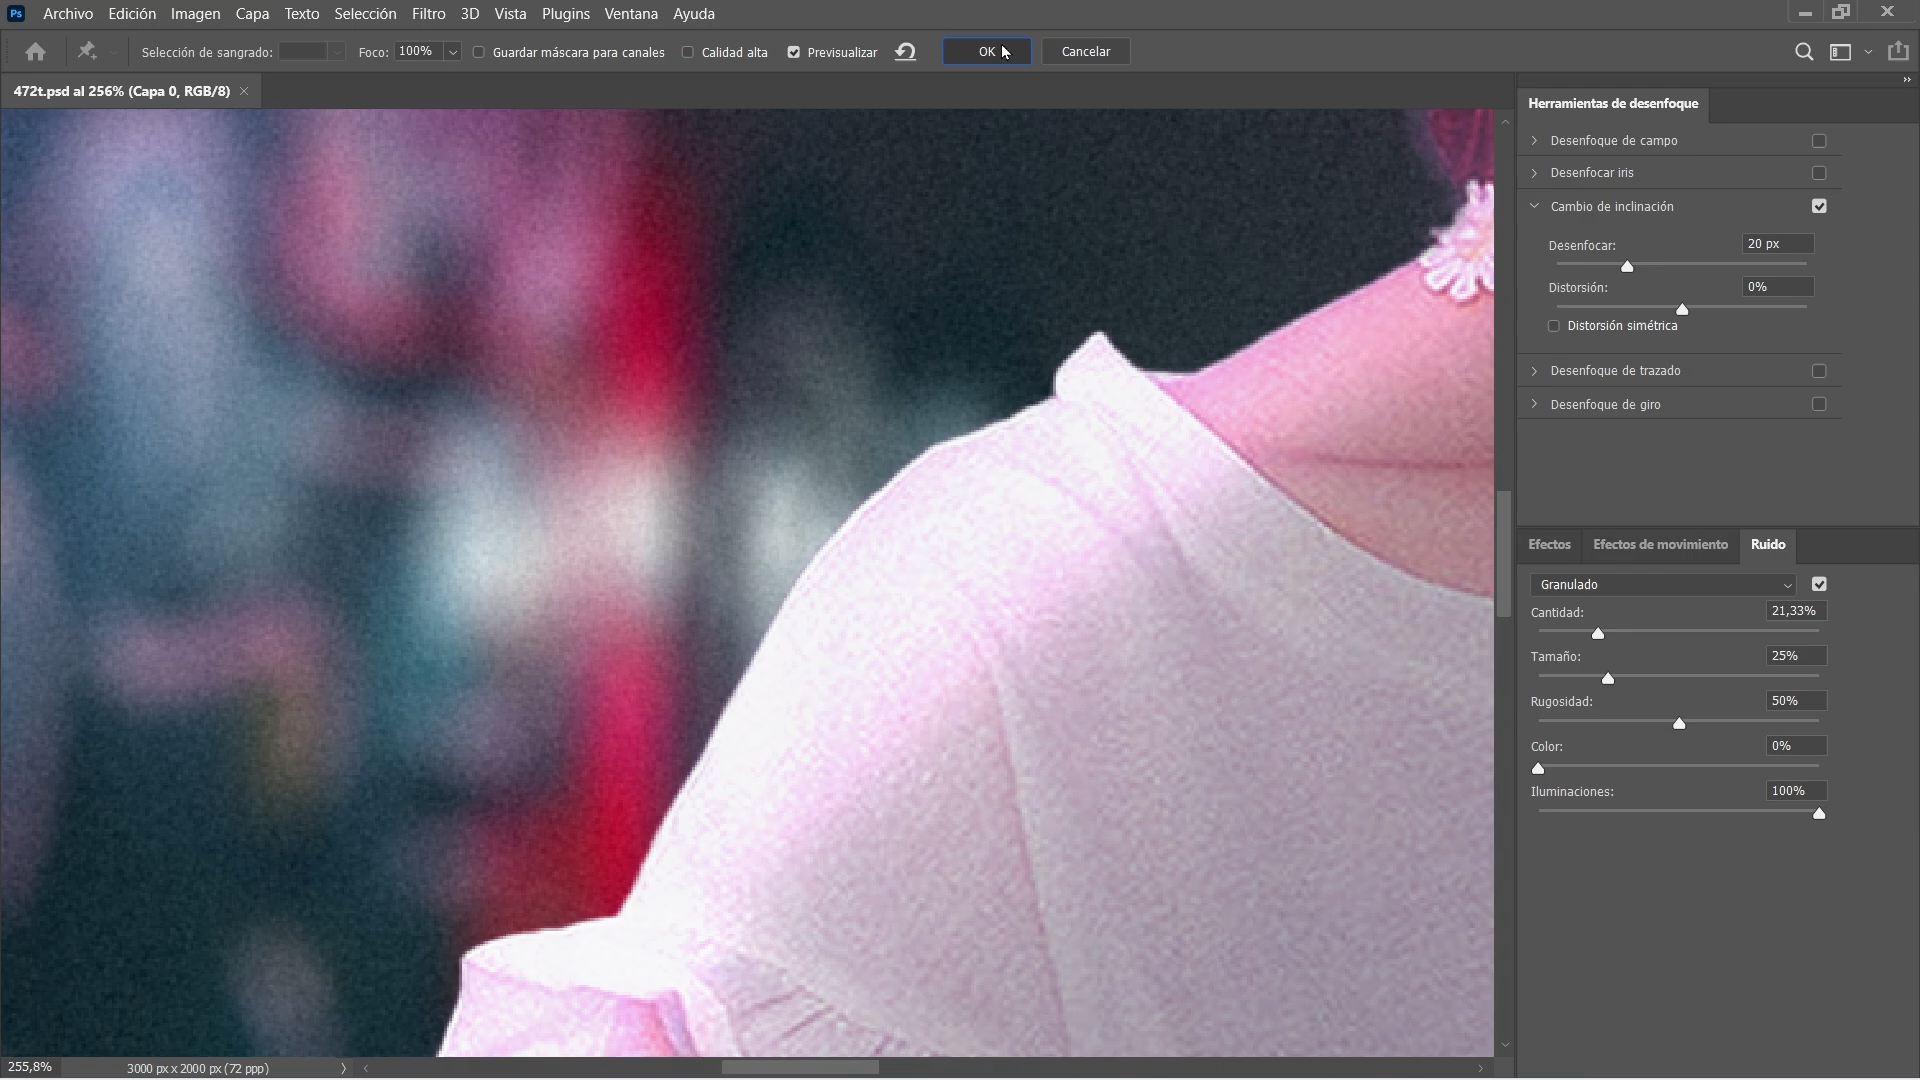 Ps Archivo Edición Imagen Capa Texto Selección Filtro 3D Vista Plugins Ventana Ayuda
Selección de sangrado: Foco: 100% Guardar máscara para canales Calidad alta Previsualizar OK Cancelar
472t.psd al 256% (Capa 0, RGB/8)
Herramientas de desenfoque
Desenfoque de campo
Desenfocar iris
Cambio de inclinación
Desenfocar: 20 px
Distorsión: 0%
Distorsión simétrica
Desenfoque de trazado
Desenfoque de giro
Efectos Efectos de movimiento Ruido
Granulado
Cantidad: 21,33%
Tamaño: 25%
Rugosidad: 50%
Color: 0%
Iluminaciones: 100%
255,8% 3000 px x 2000 px (72 ppp)